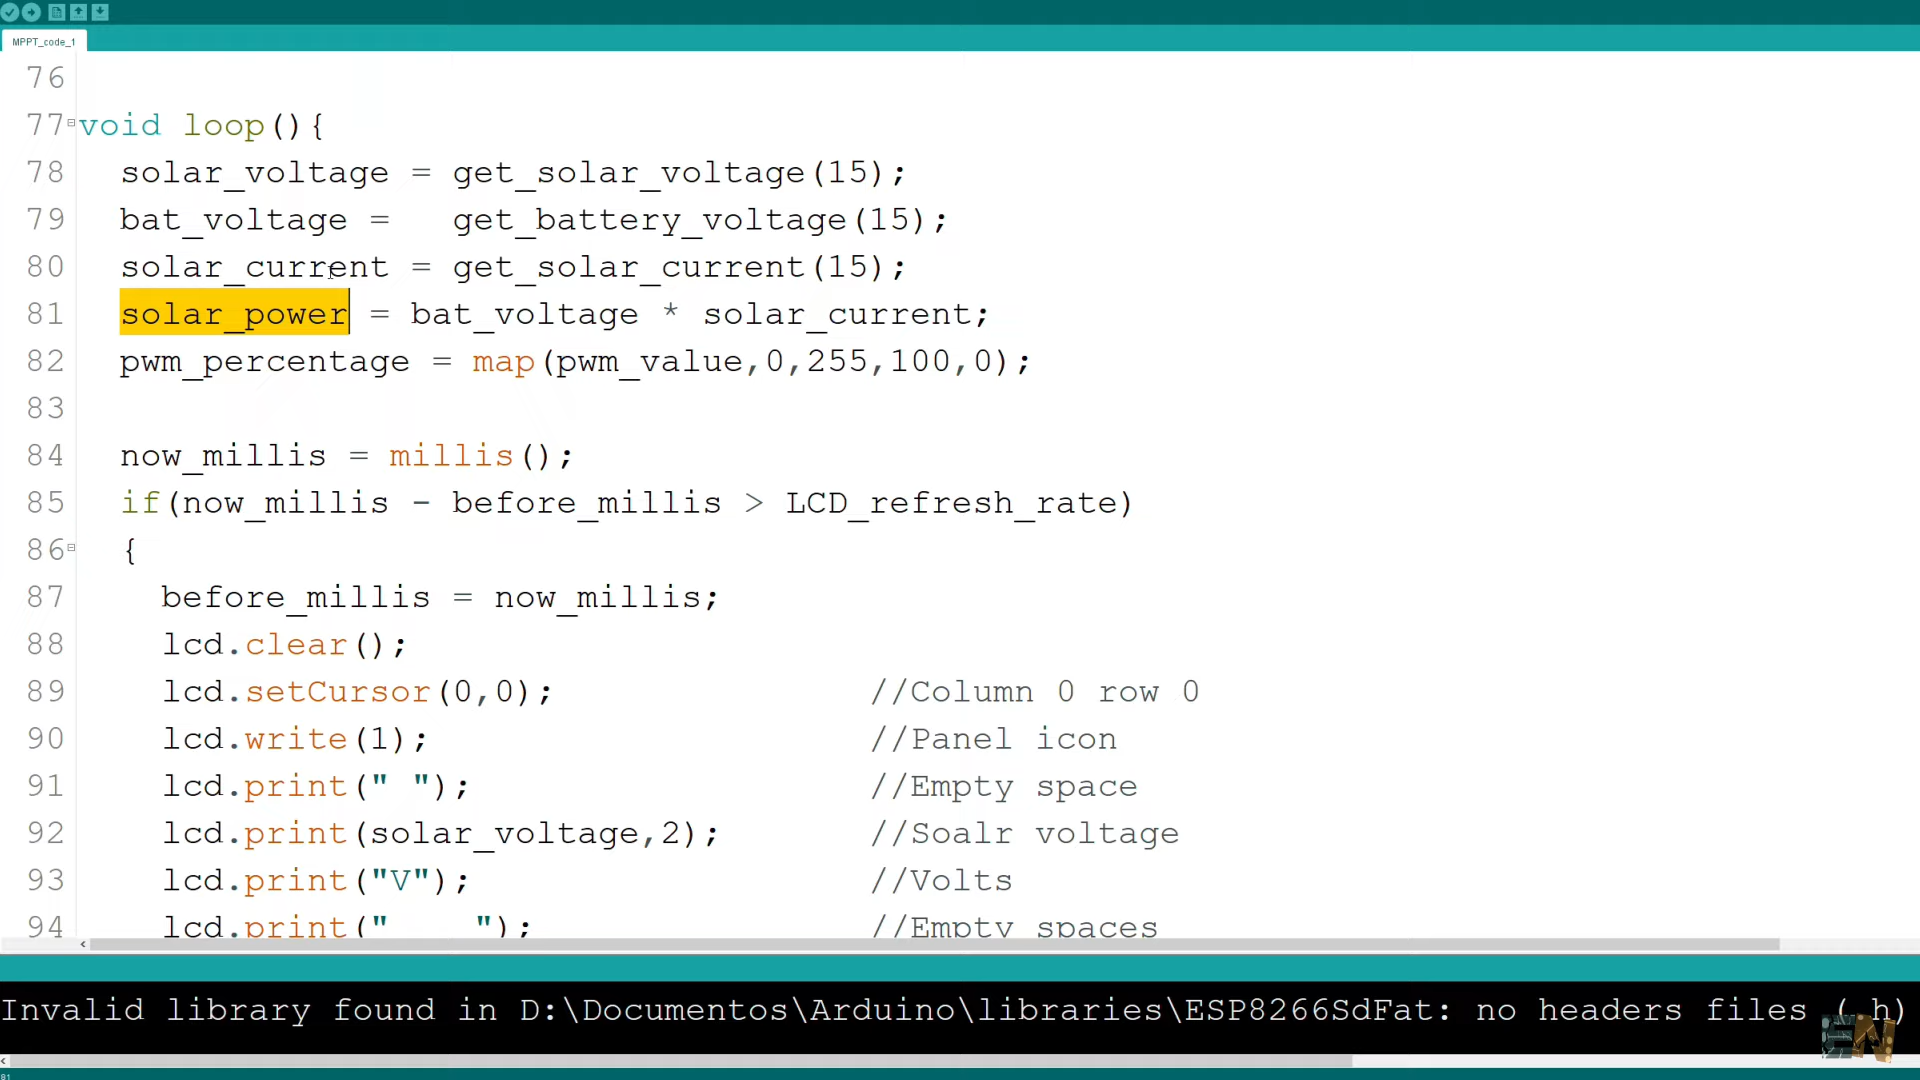 MPPT_code_1
76
77 void loop(){
78 solar_voltage = get_solar_voltage(15);
79 bat_voltage =   get_battery_voltage(15);
80 solar_current = get_solar_current(15);
81 solar_power = bat_voltage * solar_current;
82 pwm_percentage = map(pwm_value,0,255,100,0);
83
84 now_millis = millis();
85 if(now_millis - before_millis > LCD_refresh_rate)
86 {
87 before_millis = now_millis;
88 lcd.clear();
89 lcd.setCursor(0,0); //Column 0 row 0
90 lcd.write(1); //Panel icon
91 lcd.print(" "); //Empty space
92 lcd.print(solar_voltage,2); //Soalr voltage
93 lcd.print("V"); //Volts
94 lcd.print("    "); //Empty spaces
Invalid library found in D:\Documentos\Arduino\libraries\ESP8266SdFat: no headers files (.h)
EN
81